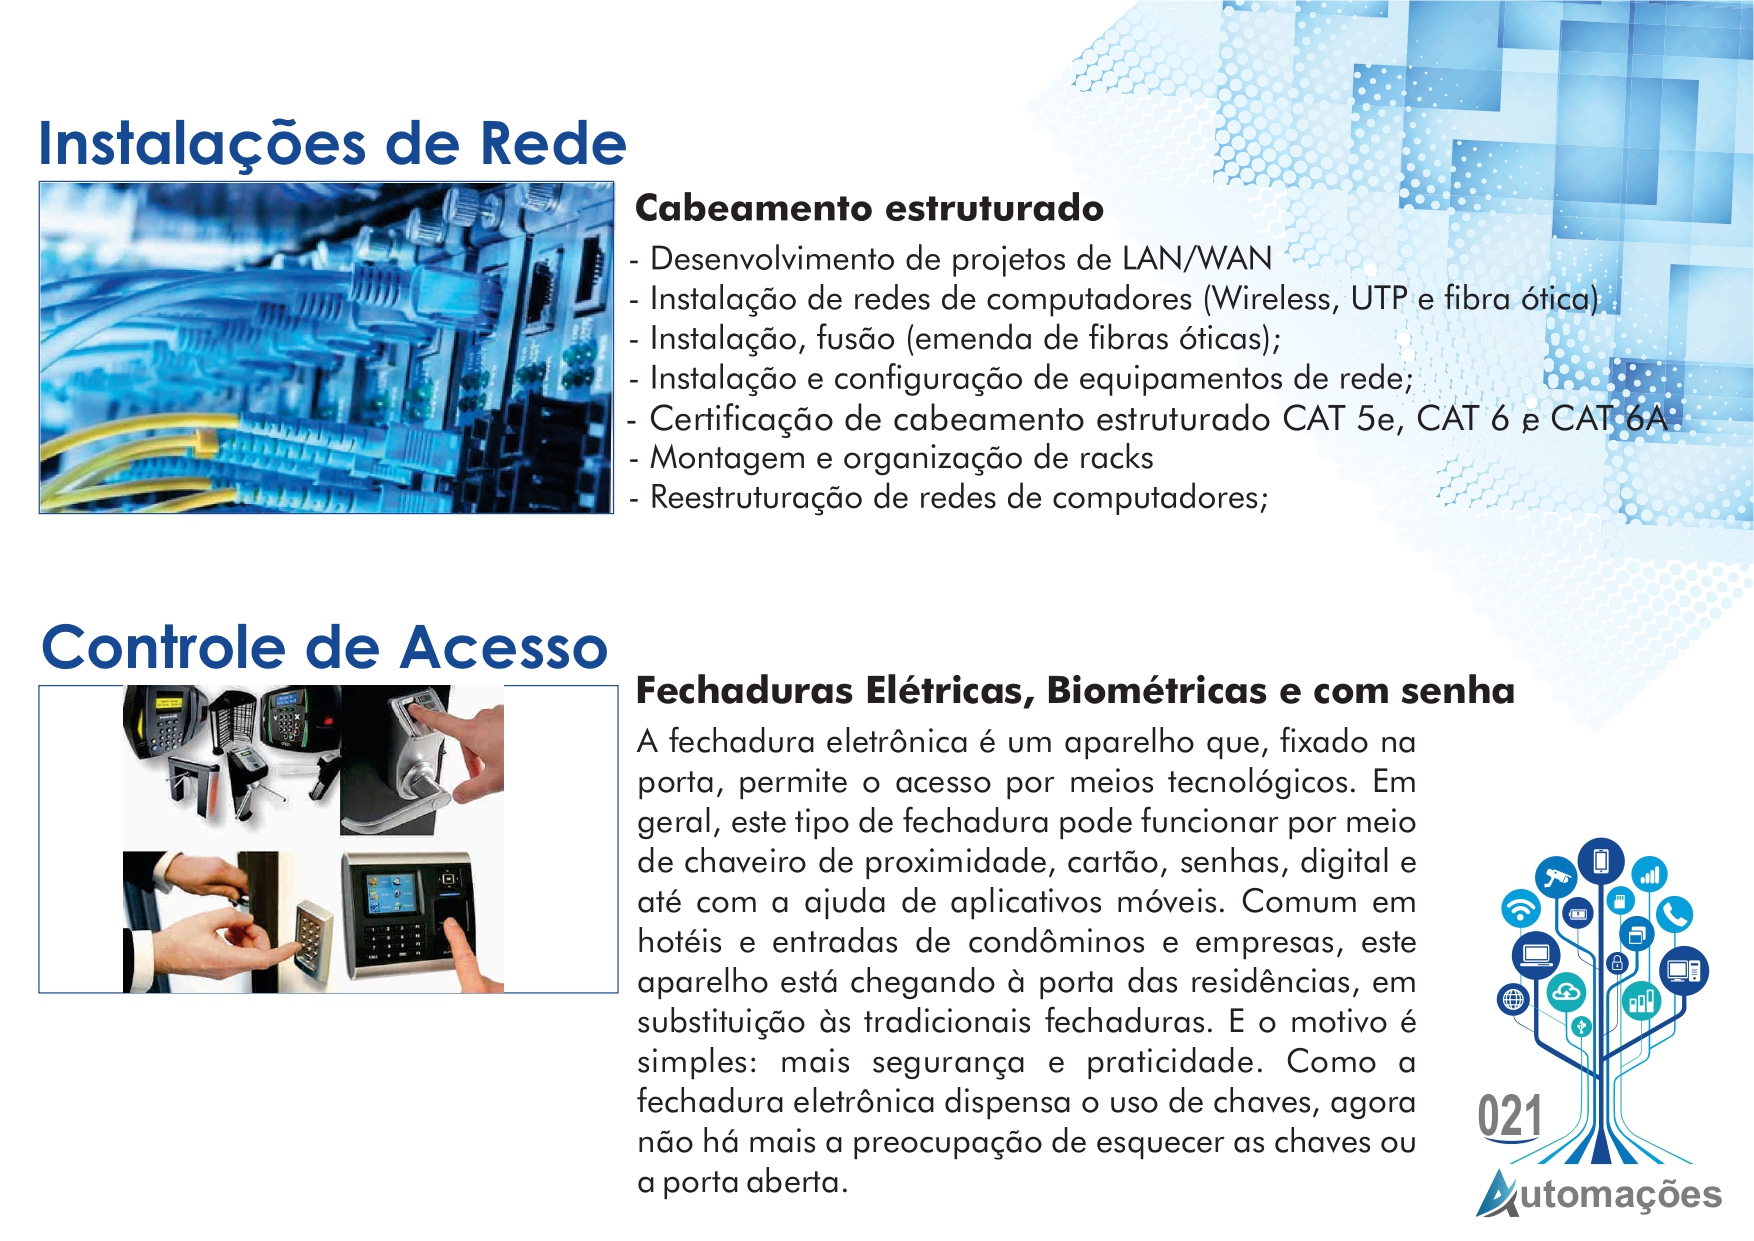 Instalações de Rede
Cabeamento estruturado
- Desenvolvimento de projetos de LAN/WAN
- Instalação de redes de computadores (Wireless, UTP e fibra ótica)
- Instalação, fusão (emenda de fibras óticas);
- Instalação e configuração de equipamentos de rede;
- Certificação de cabeamento estruturado CAT 5e, CAT 6 e CAT 6A
- Montagem e organização de racks
- Reestruturação de redes de computadores;
Controle de Acesso
Fechaduras Elétricas, Biométricas e com senha
A fechadura eletrônica é um aparelho que, fixado na
porta, permite o acesso por meios tecnológicos. Em
geral, este tipo de fechadura pode funcionar por meio
de chaveiro de proximidade, cartão, senhas, digital e
até com a ajuda de aplicativos móveis. Comum em
hotéis e entradas de condôminos e empresas, este
aparelho está chegando à porta das residências, em
substituição às tradicionais fechaduras. E o motivo é
simples: mais segurança e praticidade. Como a
fechadura eletrônica dispensa o uso de chaves, agora
não há mais a preocupação de esquecer as chaves ou
a porta aberta.
021
Automações